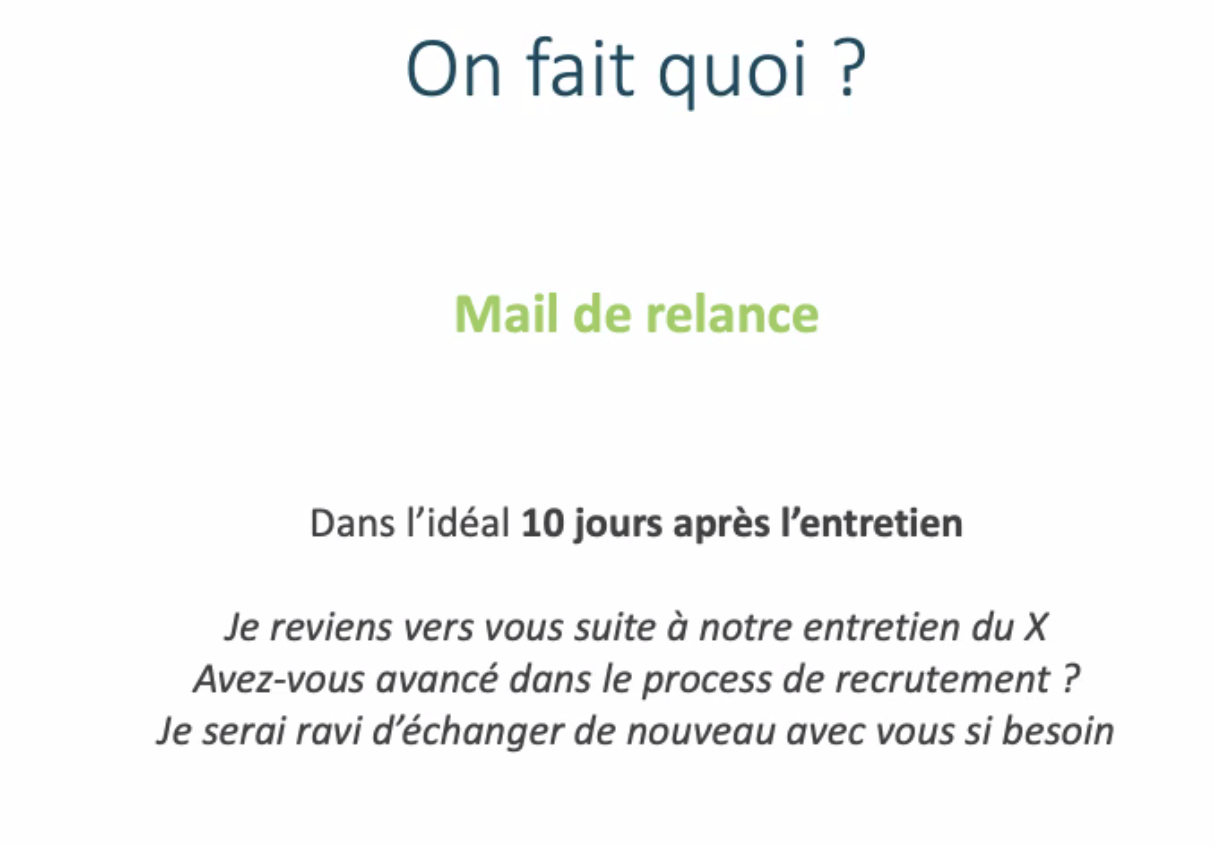 On fait quoi ?
Mail de relance
Dans l’idéal 10 jours après l’entretien
Je reviens vers vous suite à notre entretien du X
Avez-vous avancé dans le process de recrutement ?
Je serai ravi d’échanger de nouveau avec vous si besoin